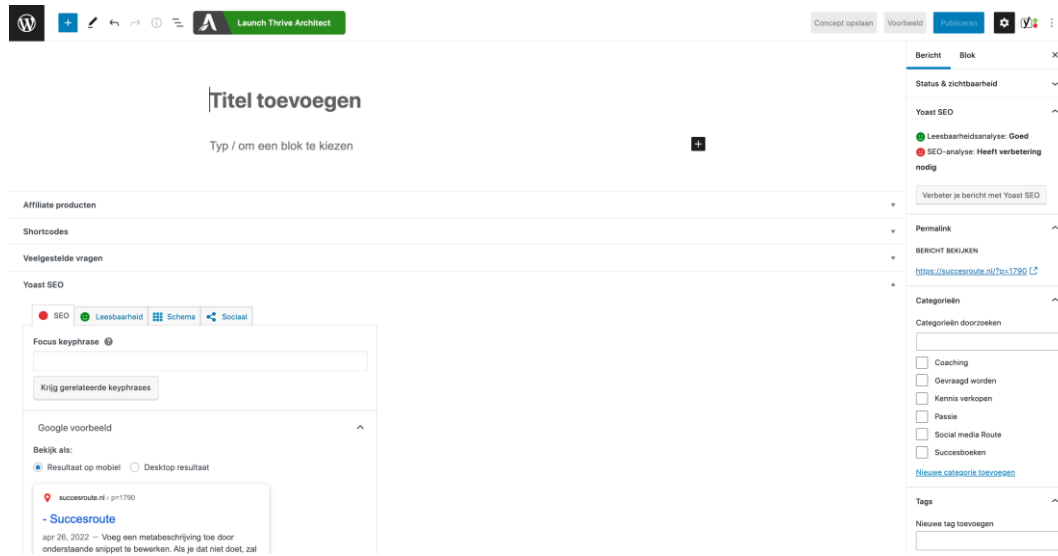 Launch Thrive Architect
Concept opslaan Voorbeeld Publiceren
Titel toevoegen
Typ / om een blok te kiezen
Affiliate producten
Shortcodes
Veelgestelde vragen
Yoast SEO
SEO Leesbaarheid Schema Sociaal
Focus keyphrase
Krijg gerelateerde keyphrases
Google voorbeeld
Bekijk als:
Resultaat op mobiel Desktop resultaat
succesroute.nl › p=1790
- Succesroute
apr 26, 2022 — Voeg een metabeschrijving toe door
onderstaande snippet te bewerken. Als je dat niet doet, zal
Bericht Blok
Status & zichtbaarheid
Yoast SEO
Leesbaarheidsanalyse: Goed
SEO-analyse: Heeft verbetering
nodig
Verbeter je bericht met Yoast SEO
Permalink
BERICHT BEKIJKEN
https://succesroute.nl/?p=1790
Categorieën
Categorieën doorzoeken
Coaching
Gevraagd worden
Kennis verkopen
Passie
Social media Route
Succesboeken
Nieuwe categorie toevoegen
Tags
Nieuwe tag toevoegen